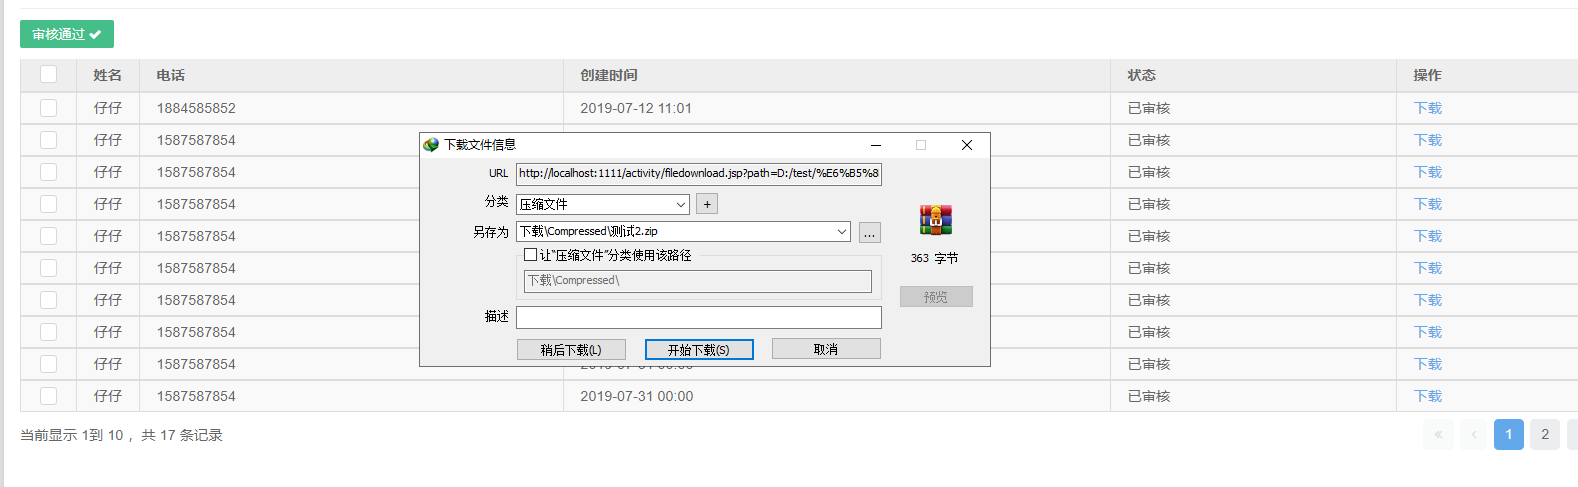 审核通过
姓名 电话 创建时间 状态 操作
仔仔 1884585852 2019-07-12 11:01 已审核 下载
仔仔 1587587854 已审核 下载
仔仔 1587587854 已审核 下载
仔仔 1587587854 已审核 下载
仔仔 1587587854 已审核 下载
仔仔 1587587854 已审核 下载
仔仔 1587587854 已审核 下载
仔仔 1587587854 已审核 下载
仔仔 1587587854 2019-07-31 00:00 已审核 下载
仔仔 1587587854 2019-07-31 00:00 已审核 下载
当前显示 1到 10 ，共 17 条记录
« ‹ 1 2
下载文件信息
URL http://localhost:1111/activity/filedownload.jsp?path=D:/test/%E6%B5%8
分类 压缩文件 +
另存为 下载\Compressed\测试2.zip ...
让“压缩文件”分类使用该路径
下载\Compressed\
描述
363 字节
预览
稍后下载(L) 开始下载(S) 取消